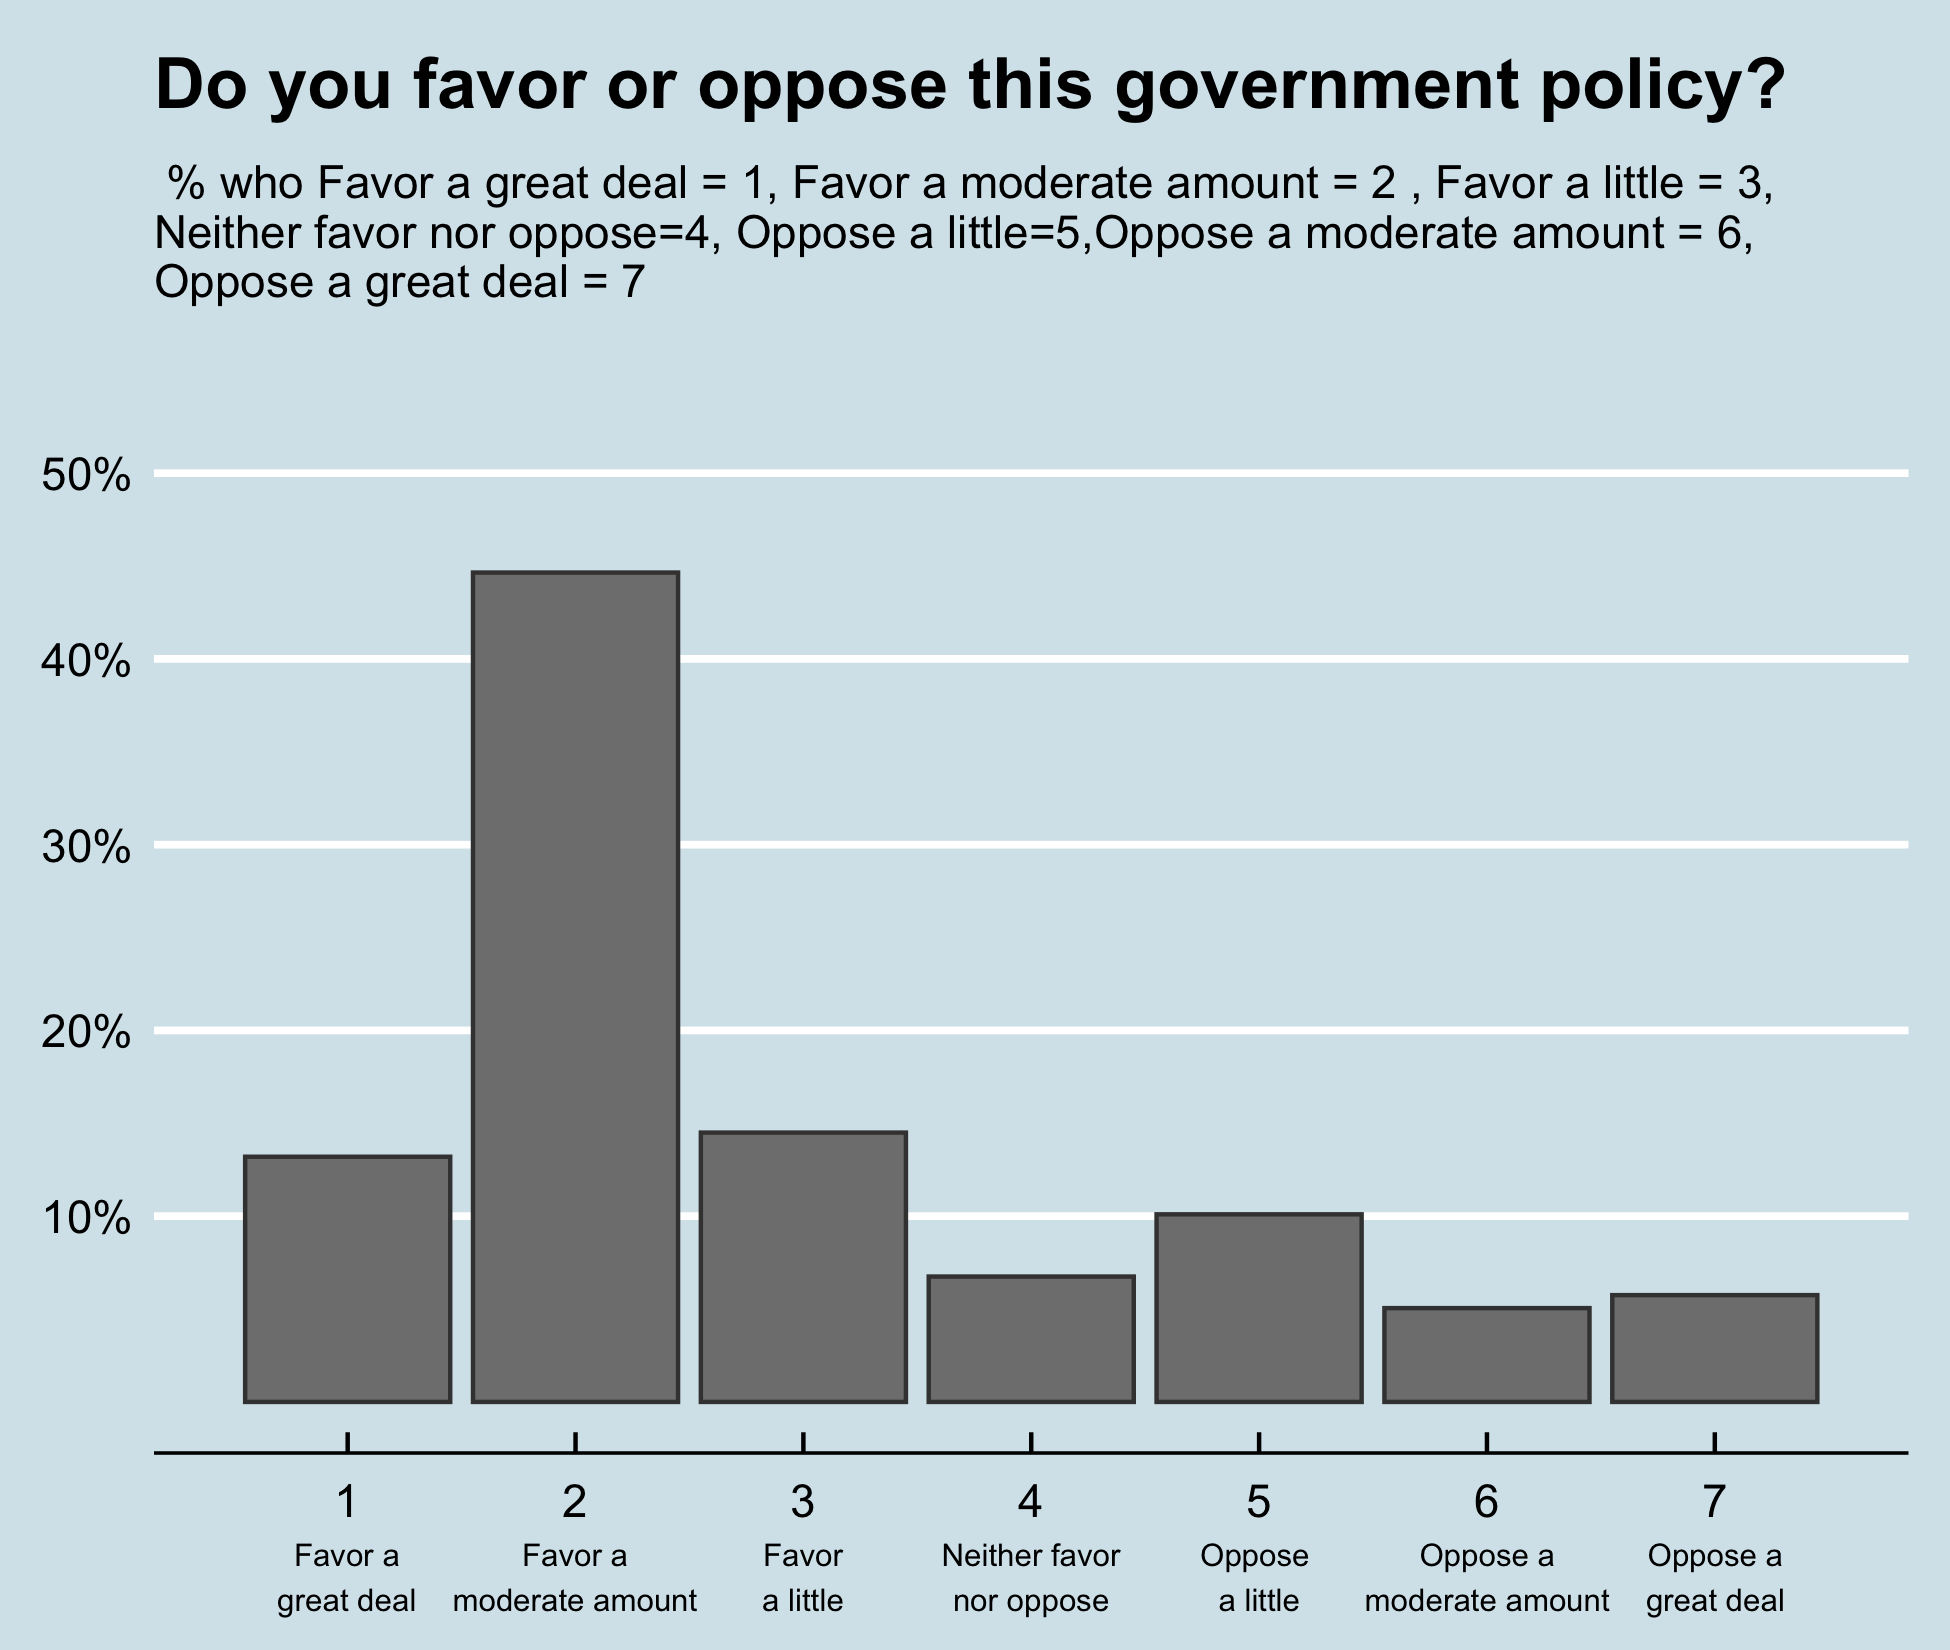 Do you favor or oppose this government policy?
% who Favor a great deal = 1, Favor a moderate amount = 2 , Favor a little = 3,
Neither favor nor oppose=4, Oppose a little=5,Oppose a moderate amount = 6,
Oppose a great deal = 7
50%
40%
30%
20%
10%
1 2 3 4 5 6 7
Favor a Favor a Favor Neither favor Oppose Oppose a Oppose a
great deal moderate amount a little nor oppose a little moderate amount great deal